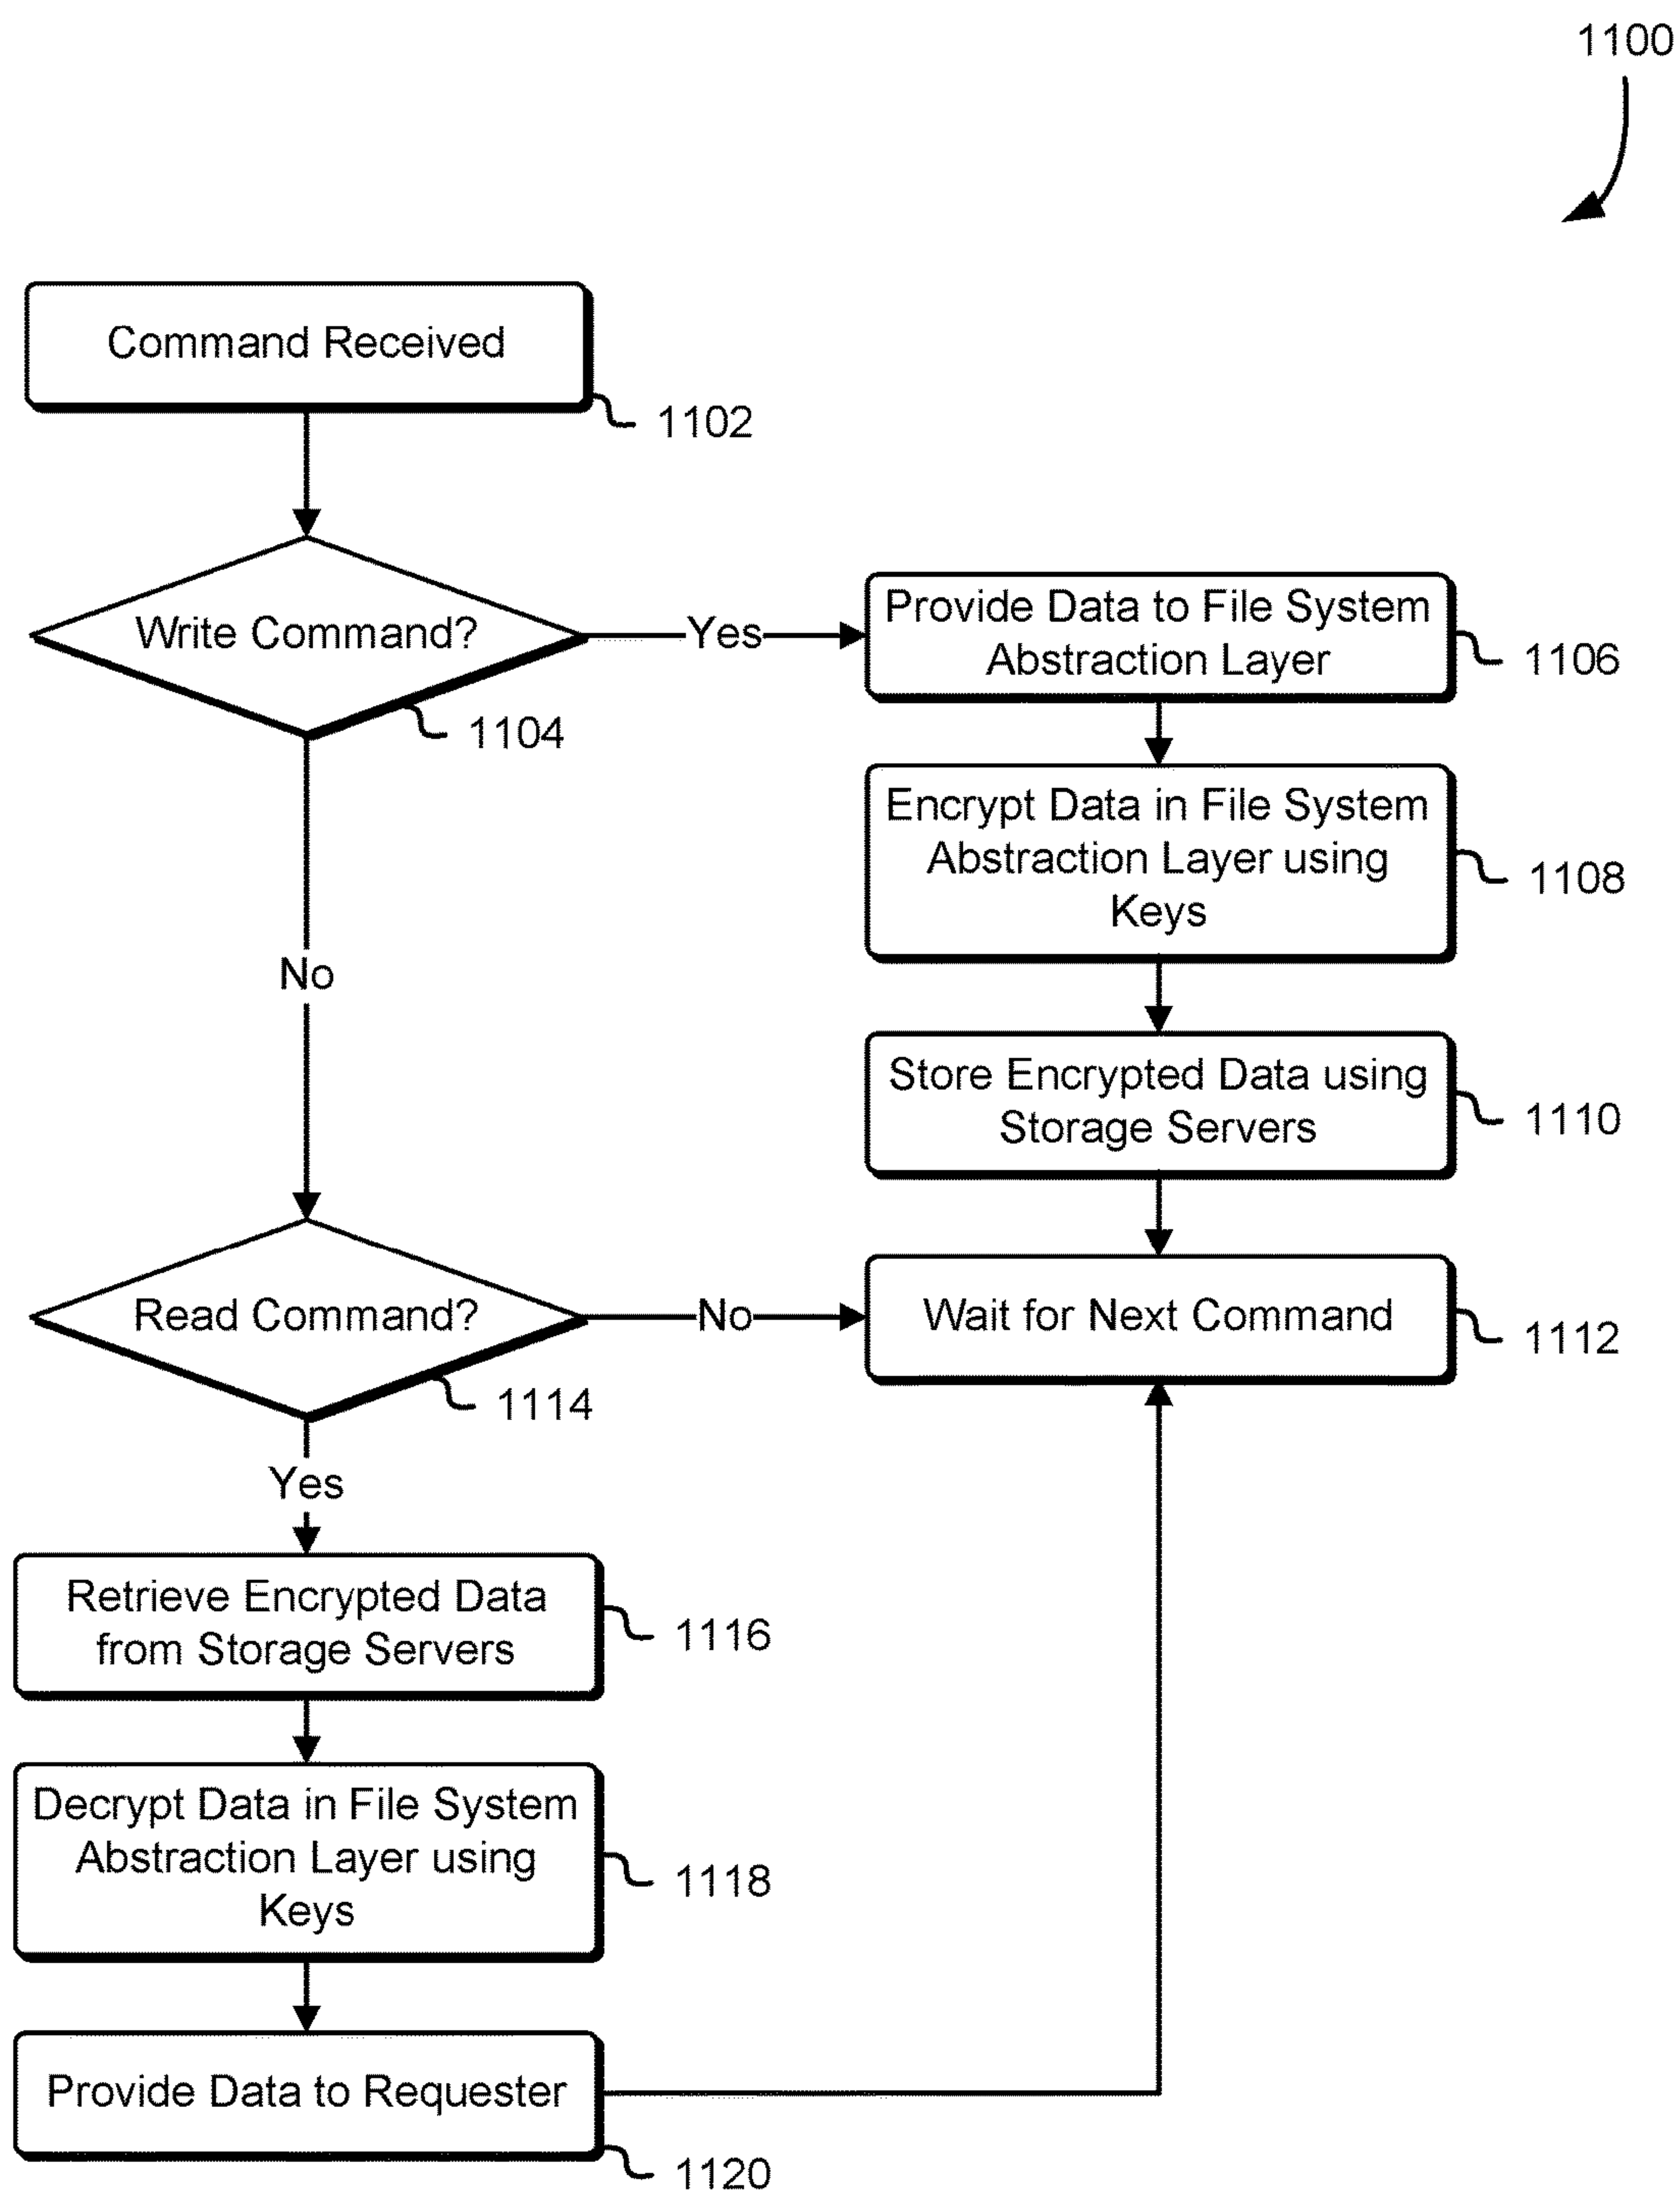 1100
Command Received
1102
Write Command?
1104
Yes
Provide Data to File System
Abstraction Layer
1106
Encrypt Data in File System
Abstraction Layer using
Keys
1108
No
Store Encrypted Data using
Storage Servers
1110
Read Command?
1114
No
Wait for Next Command
1112
Yes
Retrieve Encrypted Data
from Storage Servers
1116
Decrypt Data in File System
Abstraction Layer using
Keys
1118
Provide Data to Requester
1120